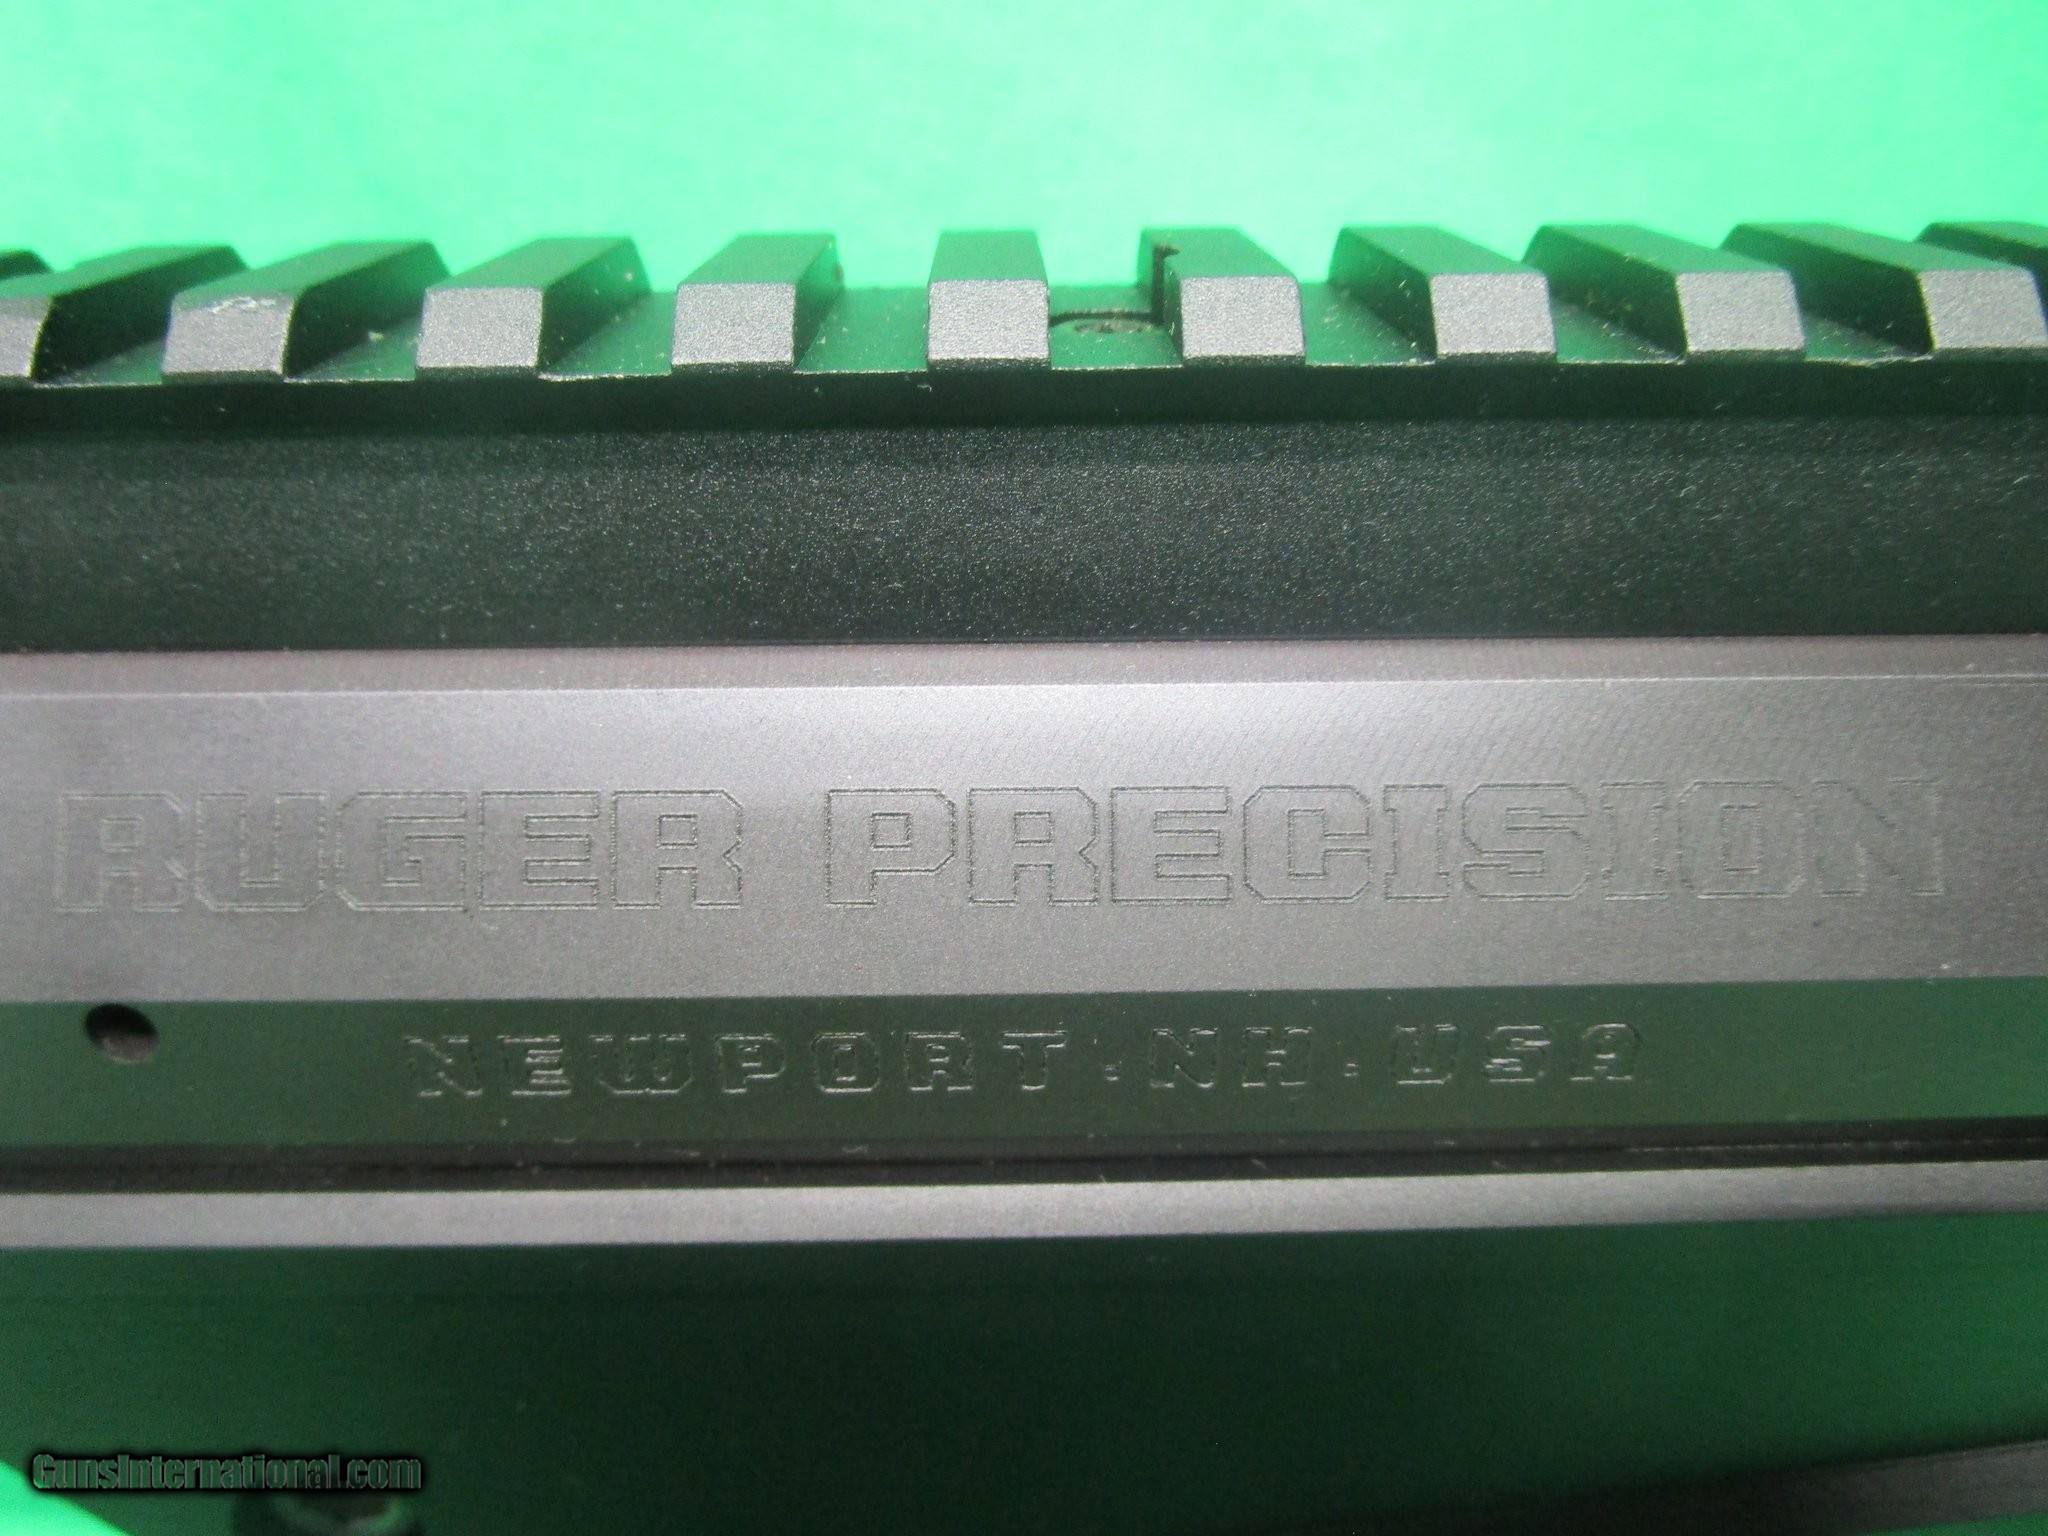 RUGER PRECISION
NEWPORT. NH. USA
GunsInternational.com